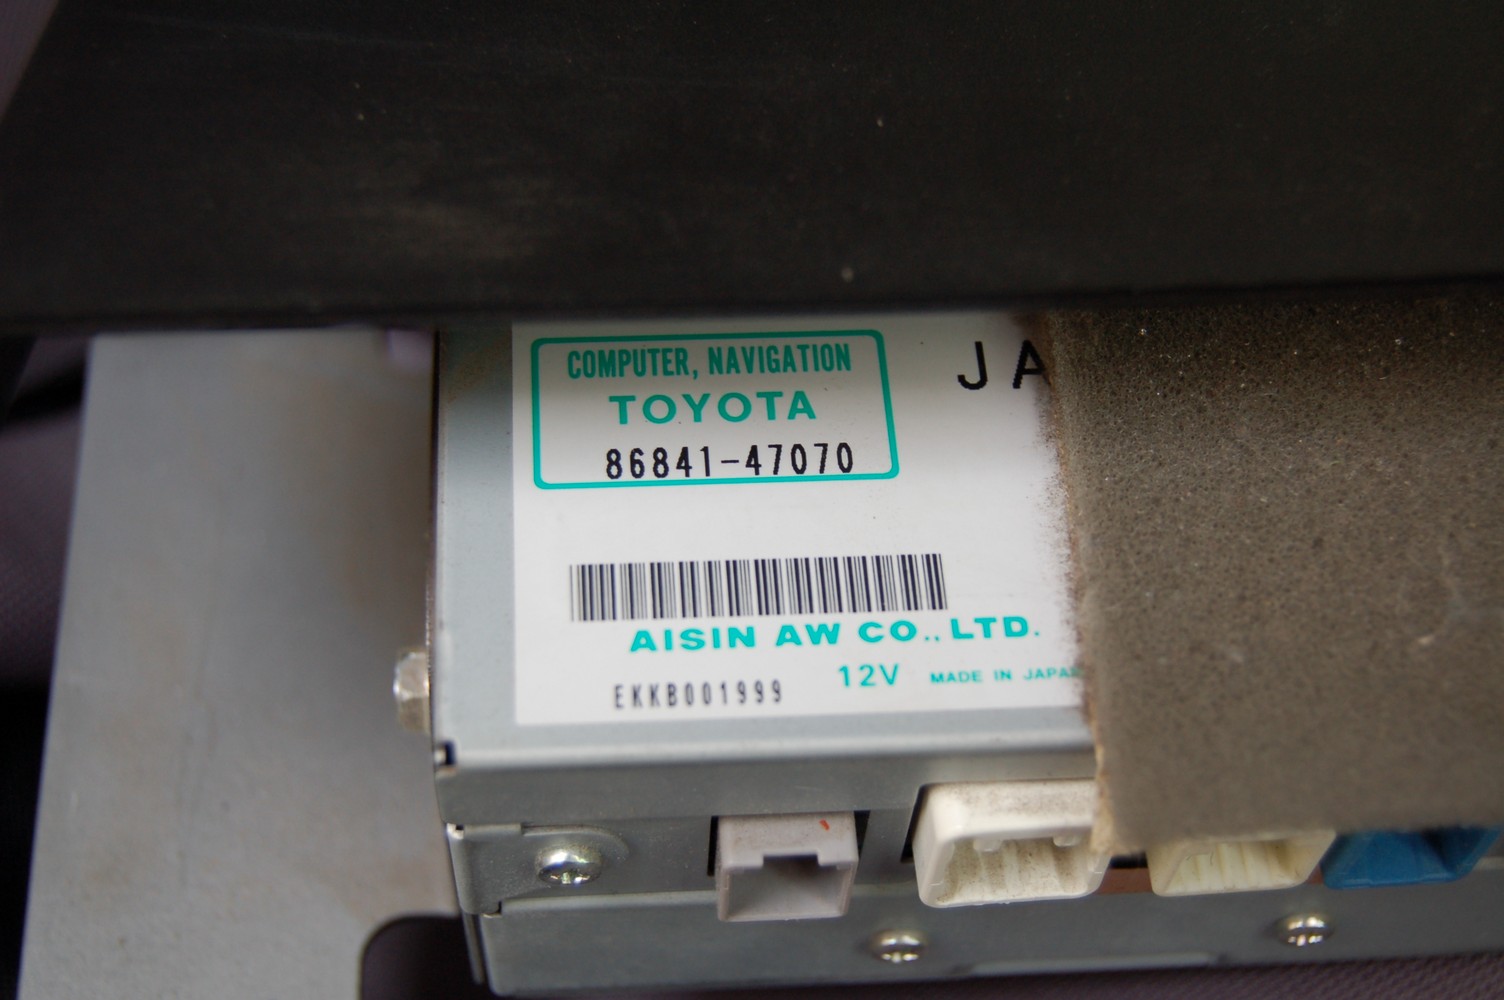 COMPUTER, NAVIGATION
TOYOTA
86841-47070
JA
AISIN AW CO., LTD.
12V MADE IN JAPAN
EKKB001999